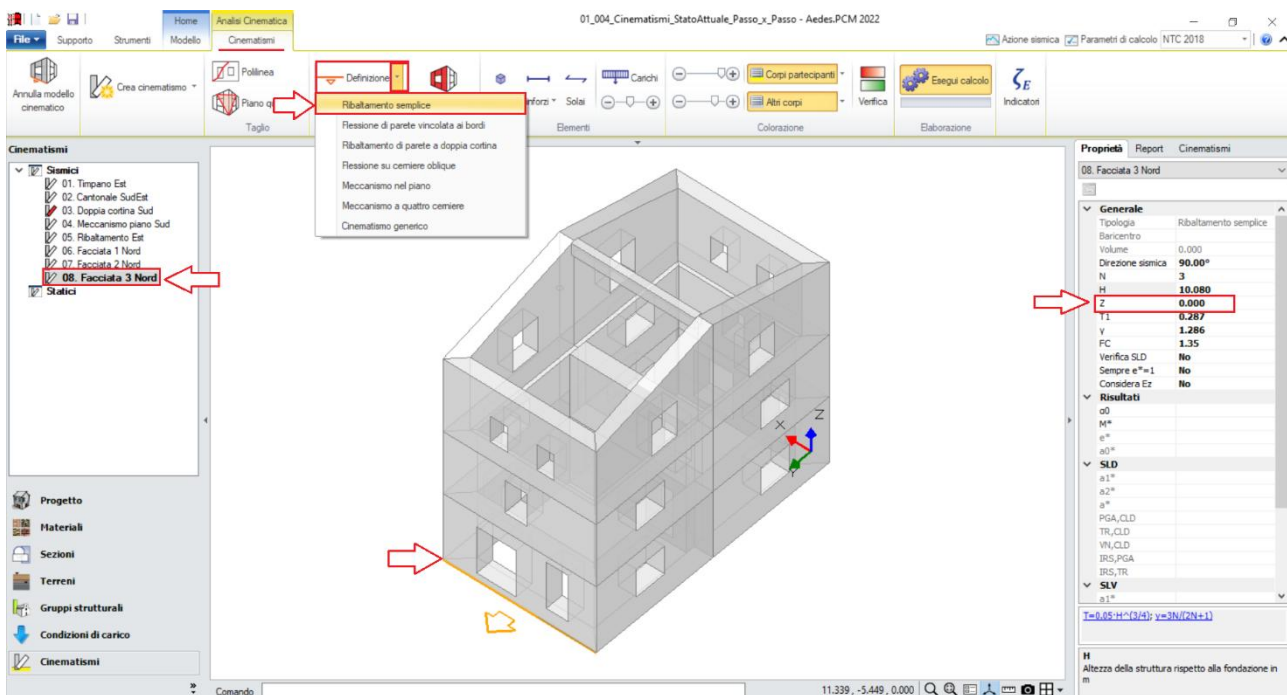 01_004_Cinematismi_StatoAttuale_Passo_x_Passo - Aedes.PCM 2022
Home
Analisi Cinematica
File
Supporto
Strumenti
Modello
Cinematismi
Azione sismica
Parametri di calcolo
NTC 2018
Annulla modello cinematico
Crea cinematismo
Polilinea
Taglio
Definizione
Solai
Carichi
Elementi
Corpi partecipanti
Altri corpi
Colorazione
Verifica
Esegui calcolo
Elaborazione
ζE
Indicatori
Ribaltamento semplice
Flessione di parete vincolata ai bordi
Ribaltamento di parete a doppia cortina
Flessione su cerniere oblique
Meccanismo nel piano
Meccanismo a quattro cerniere
Cinematismo generico
Cinematismi
Sismici
01. Timpano Est
02. Cantonale SudEst
03. Doppia cortina Sud
04. Meccanismo piano Sud
05. Ribaltamento Est
06. Facciata 1 Nord
07. Facciata 2 Nord
08. Facciata 3 Nord
Statici
Progetto
Materiali
Sezioni
Terreni
Gruppi strutturali
Condizioni di carico
Cinematismi
X
Z
Y
Comando
11.339 , -5.449 , 0.000
Proprietà
Report
Cinematismi
08. Facciata 3 Nord
Generale
Tipologia Ribaltamento semplice
Baricentro
Volume 0.000
Direzione sismica 90.00°
N 3
H 10.080
Z 0.000
T1 0.287
γ 1.286
FC 1.35
Verifica SLD No
Sempre e*=1 No
Considera Ez No
Risultati
α0
M*
e*
a0*
SLD
a1*
a2*
a*
PGA,CLD
TR,CLD
VN,CLD
IRS,PGA
IRS,TR
SLV
a1*
T=0.05·H^(3/4); γ=3N/(2N+1)
H
Altezza della struttura rispetto alla fondazione in
m